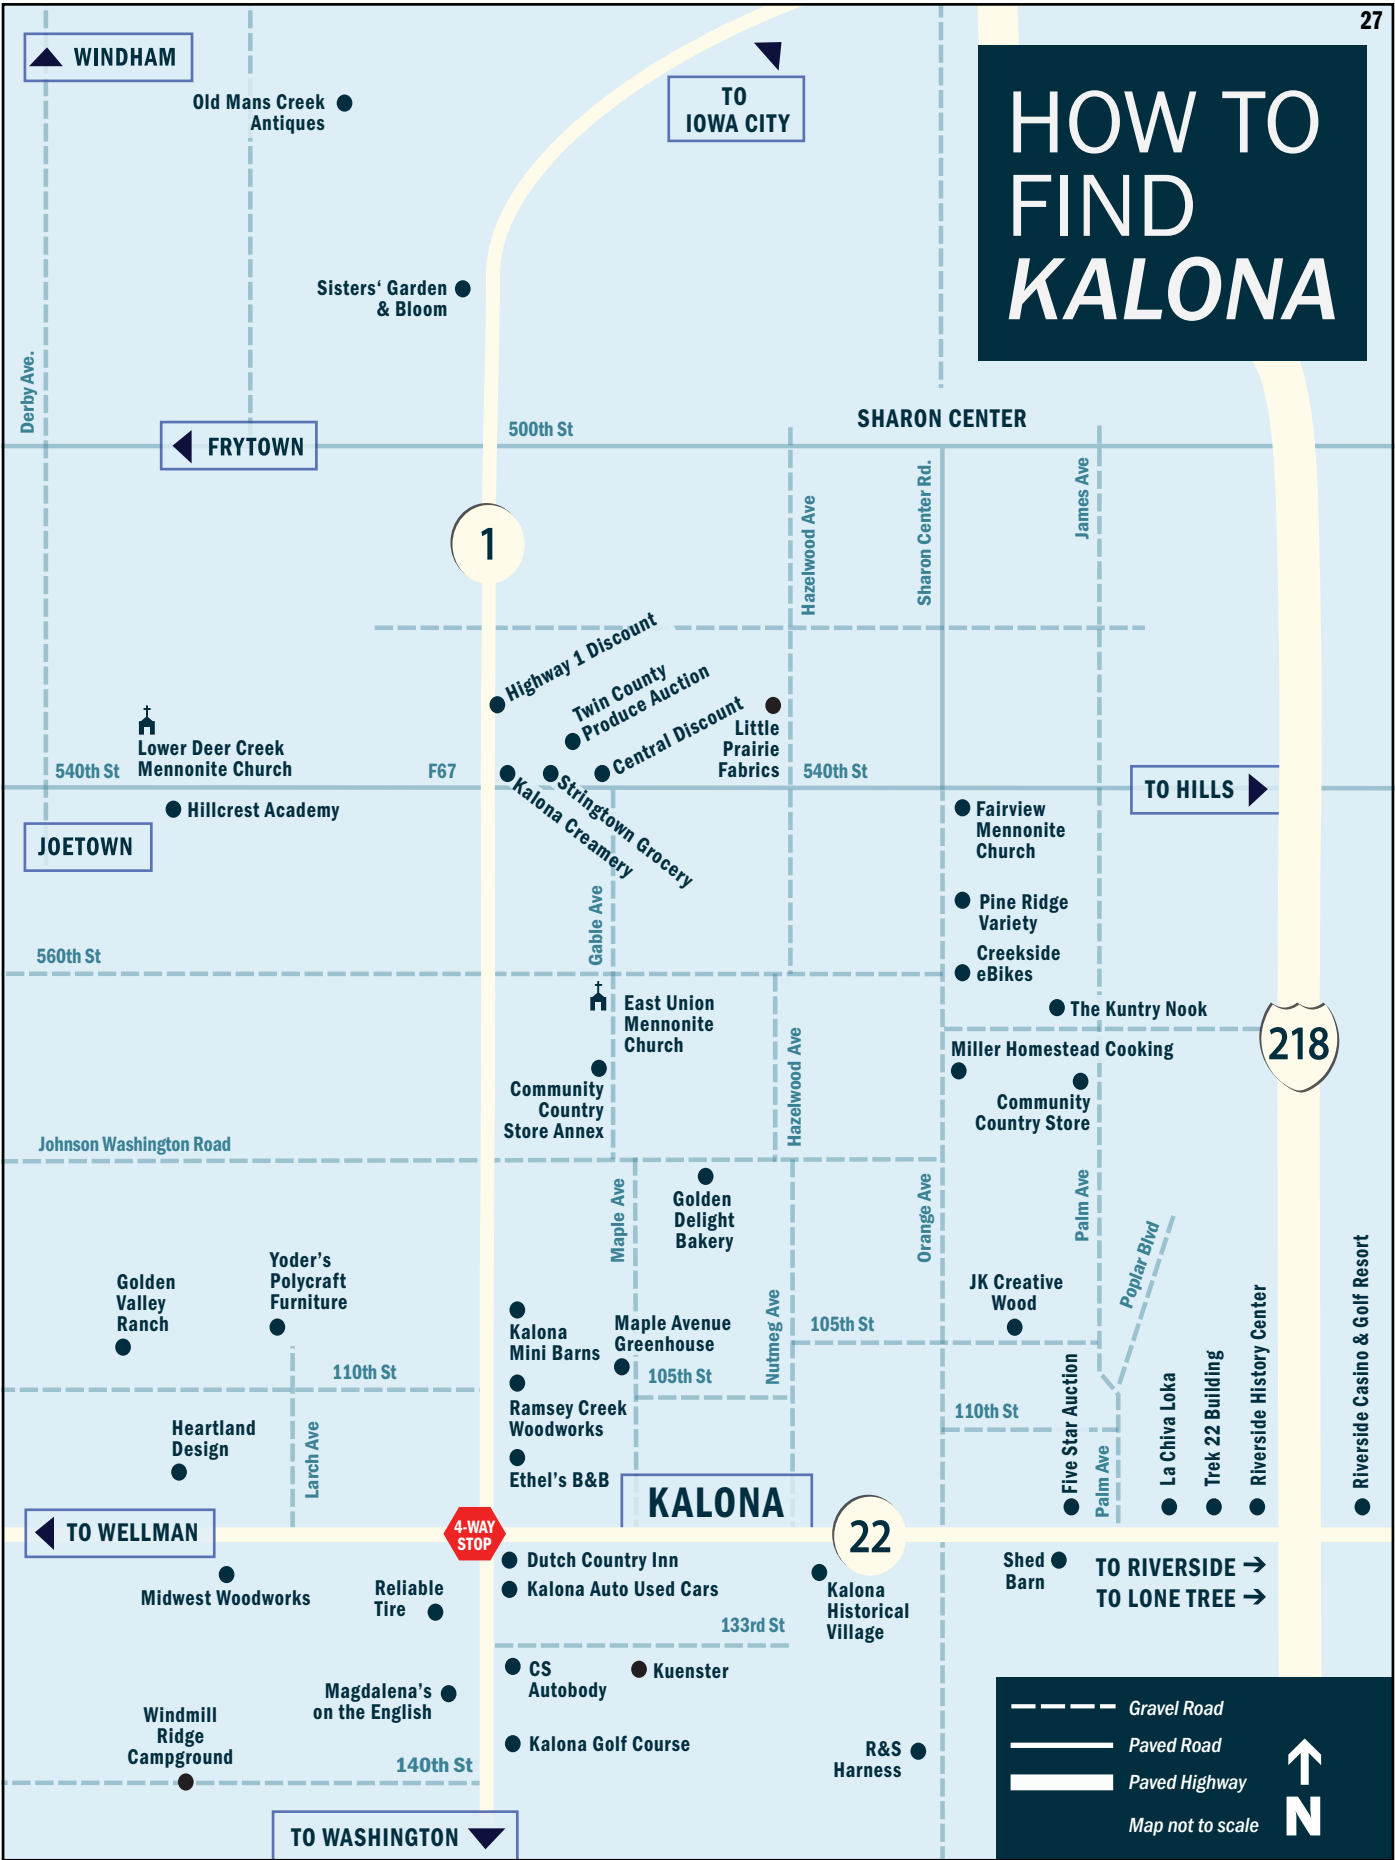 27
WINDHAM
Old Mans Creek
Antiques
TO
IOWA CITY
HOW TO
FIND
KALONA
Sisters‘ Garden
& Bloom
Derby Ave.
FRYTOWN
500th St
SHARON CENTER
1
Hazelwood Ave
Sharon Center Rd.
James Ave
Highway 1 Discount
Twin County
Produce Auction
Central Discount
Little
Prairie
Fabrics
Lower Deer Creek
Mennonite Church
540th St
F67
540th St
TO HILLS
Hillcrest Academy
Kalona Creamery
Stringtown Grocery
JOETOWN
Fairview
Mennonite
Church
Pine Ridge
Variety
Gable Ave
560th St
Creekside
eBikes
East Union
Mennonite
Church
The Kuntry Nook
218
Miller Homestead Cooking
Community
Country
Store Annex
Hazelwood Ave
Community
Country Store
Johnson Washington Road
Maple Ave
Golden
Delight
Bakery
Orange Ave
Palm Ave
Poplar Blvd
Golden
Valley
Ranch
Yoder’s
Polycraft
Furniture
JK Creative
Wood
Kalona
Mini Barns
Maple Avenue
Greenhouse
Nutmeg Ave
105th St
110th St
105th St
Ramsey Creek
Woodworks
110th St
Heartland
Design
Larch Ave
Ethel’s B&B
KALONA
Five Star Auction
Palm Ave
La Chiva Loka
Trek 22 Building
Riverside History Center
Riverside Casino & Golf Resort
TO WELLMAN
4-WAY
STOP
22
Dutch Country Inn
Kalona Auto Used Cars
Midwest Woodworks
Reliable
Tire
Kalona
Historical
Village
Shed
Barn
TO RIVERSIDE →
TO LONE TREE →
133rd St
CS
Autobody
Kuenster
Magdalena’s
on the English
Windmill
Ridge
Campground
Kalona Golf Course
R&S
Harness
140th St
TO WASHINGTON
Gravel Road
Paved Road
Paved Highway
Map not to scale
N